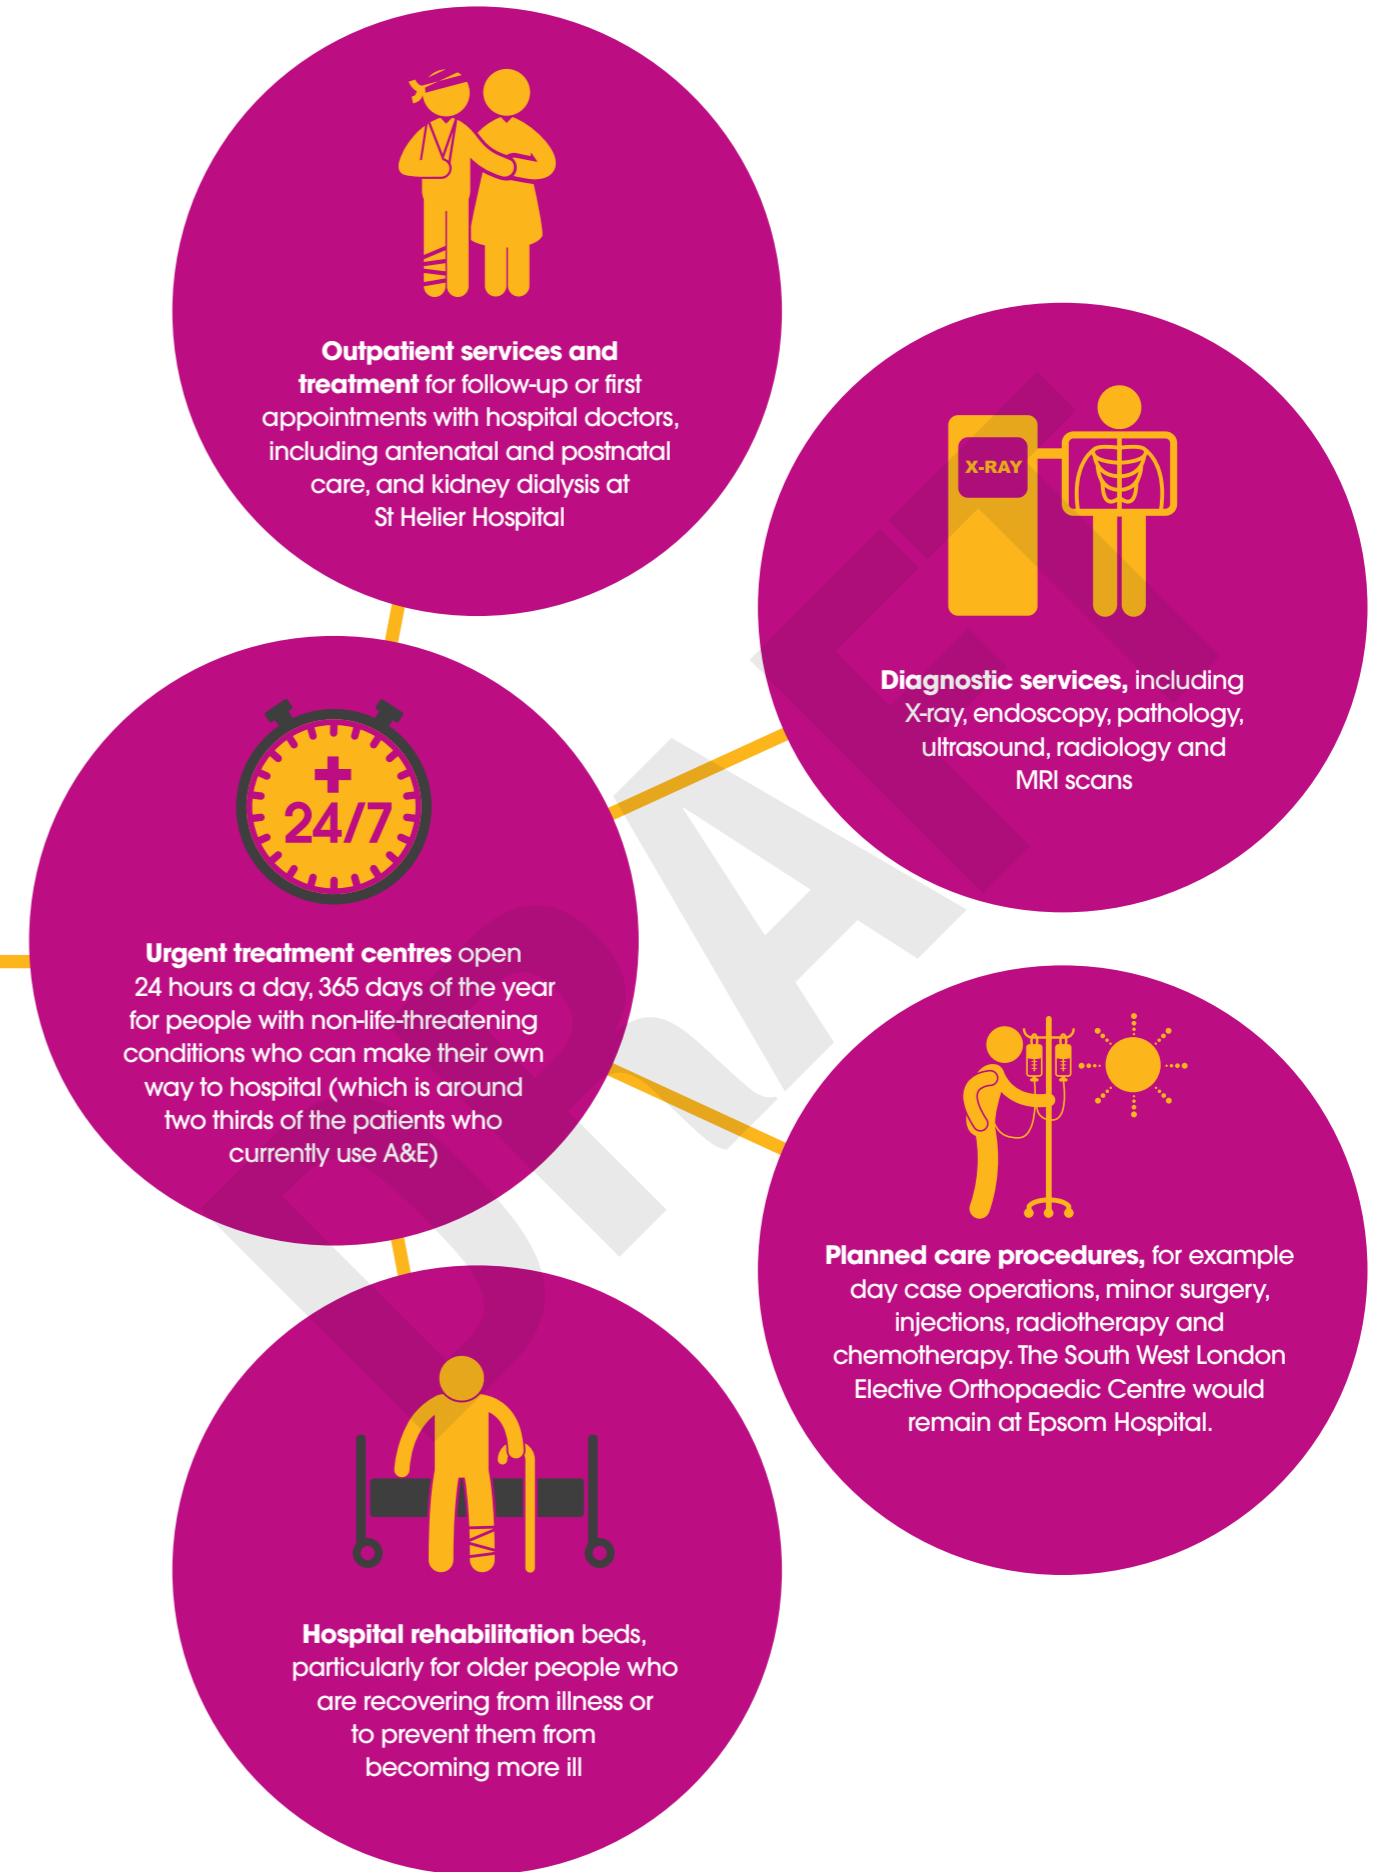 Outpatient services and
treatment for follow-up or first
appointments with hospital doctors,
including antenatal and postnatal
care, and kidney dialysis at
St Helier Hospital
X-RAY
Diagnostic services, including
X-ray, endoscopy, pathology,
ultrasound, radiology and
MRI scans
24/7
Urgent treatment centres open
24 hours a day, 365 days of the year
for people with non-life-threatening
conditions who can make their own
way to hospital (which is around
two thirds of the patients who
currently use A&E)
Planned care procedures, for example
day case operations, minor surgery,
injections, radiotherapy and
chemotherapy. The South West London
Elective Orthopaedic Centre would
remain at Epsom Hospital.
Hospital rehabilitation beds,
particularly for older people who
are recovering from illness or
to prevent them from
becoming more ill
DRAFT